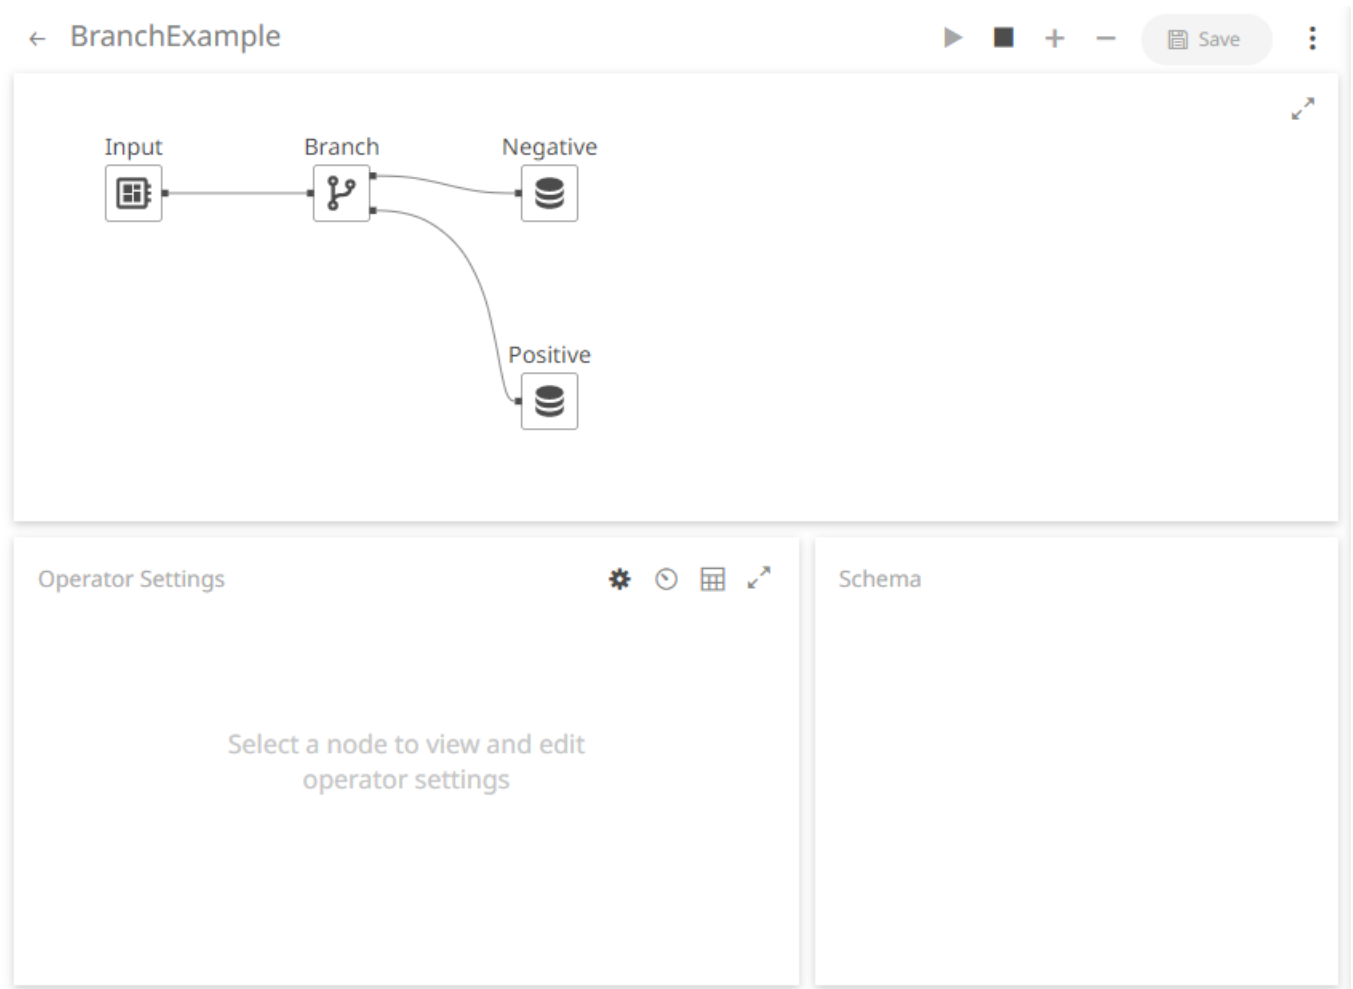 BranchExample
Save
Input
Branch
Negative
Positive
Operator Settings
Schema
Select a node to view and edit
operator settings